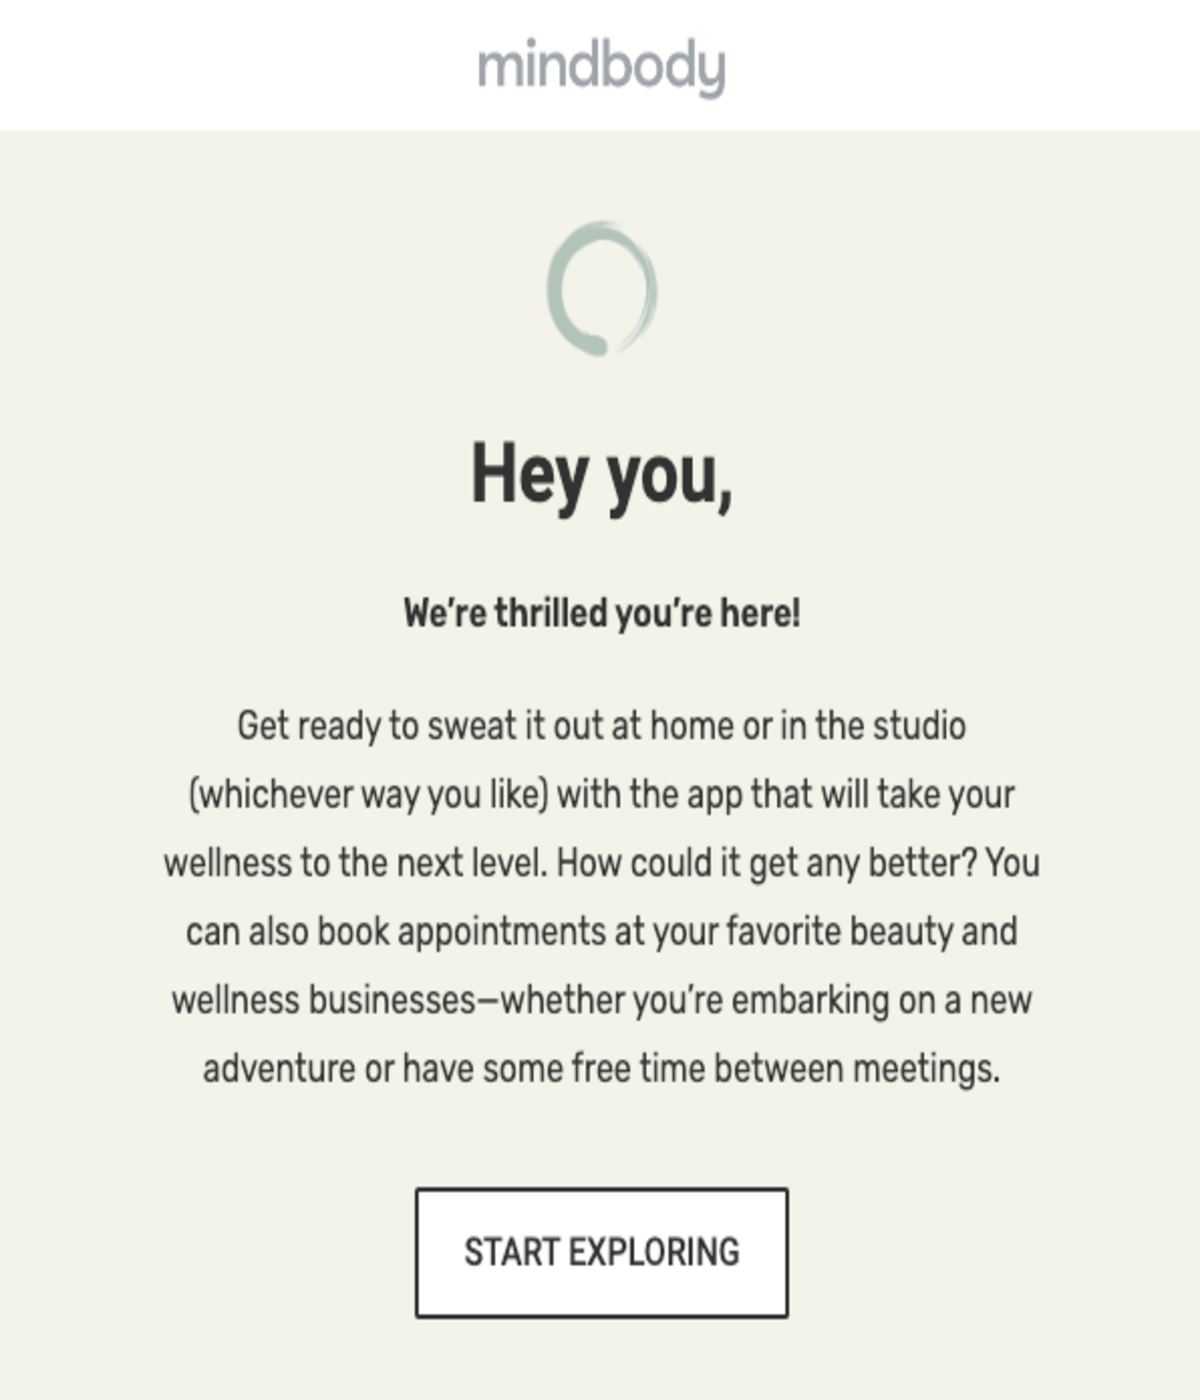 mindbody
Hey you,
We’re thrilled you’re here!
Get ready to sweat it out at home or in the studio
(whichever way you like) with the app that will take your
wellness to the next level. How could it get any better? You
can also book appointments at your favorite beauty and
wellness businesses—whether you’re embarking on a new
adventure or have some free time between meetings.
START EXPLORING